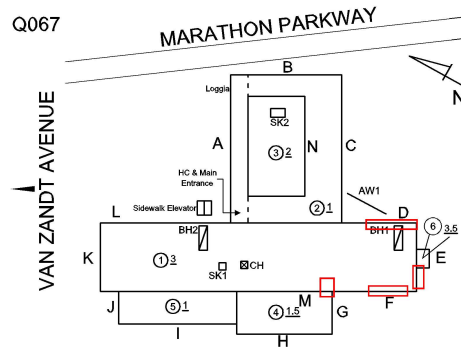 Q067
MARATHON PARKWAY
B
Loggia
N
SK2
VAN ZANDT AVENUE
A
3 2
N
C
HC & Main
Entrance
AW1
Sidewalk Elevator
2 1
L
D
BH2
BH1
6
3.5
K
1 3
E
SK1
CH
M
F
J
5 1
4 1.5
G
I
H